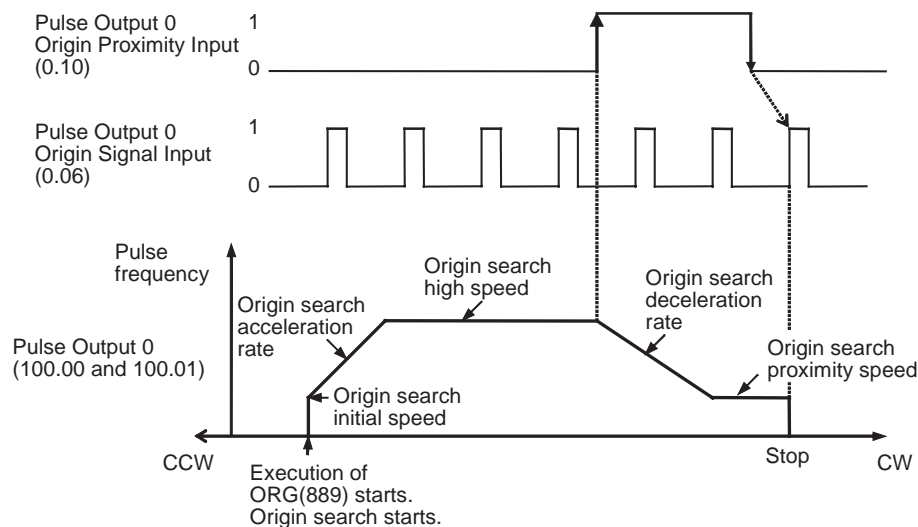 Pulse Output 0
Origin Proximity Input
(0.10)
1
0
Pulse Output 0
Origin Signal Input
(0.06)
1
0
Pulse
frequency
Origin search
high speed
Origin search
deceleration
rate
Origin search
acceleration
rate
Pulse Output 0
(100.00 and 100.01)
Origin search
proximity speed
Origin search
initial speed
CCW
Stop
CW
Execution of
ORG(889) starts.
Origin search starts.